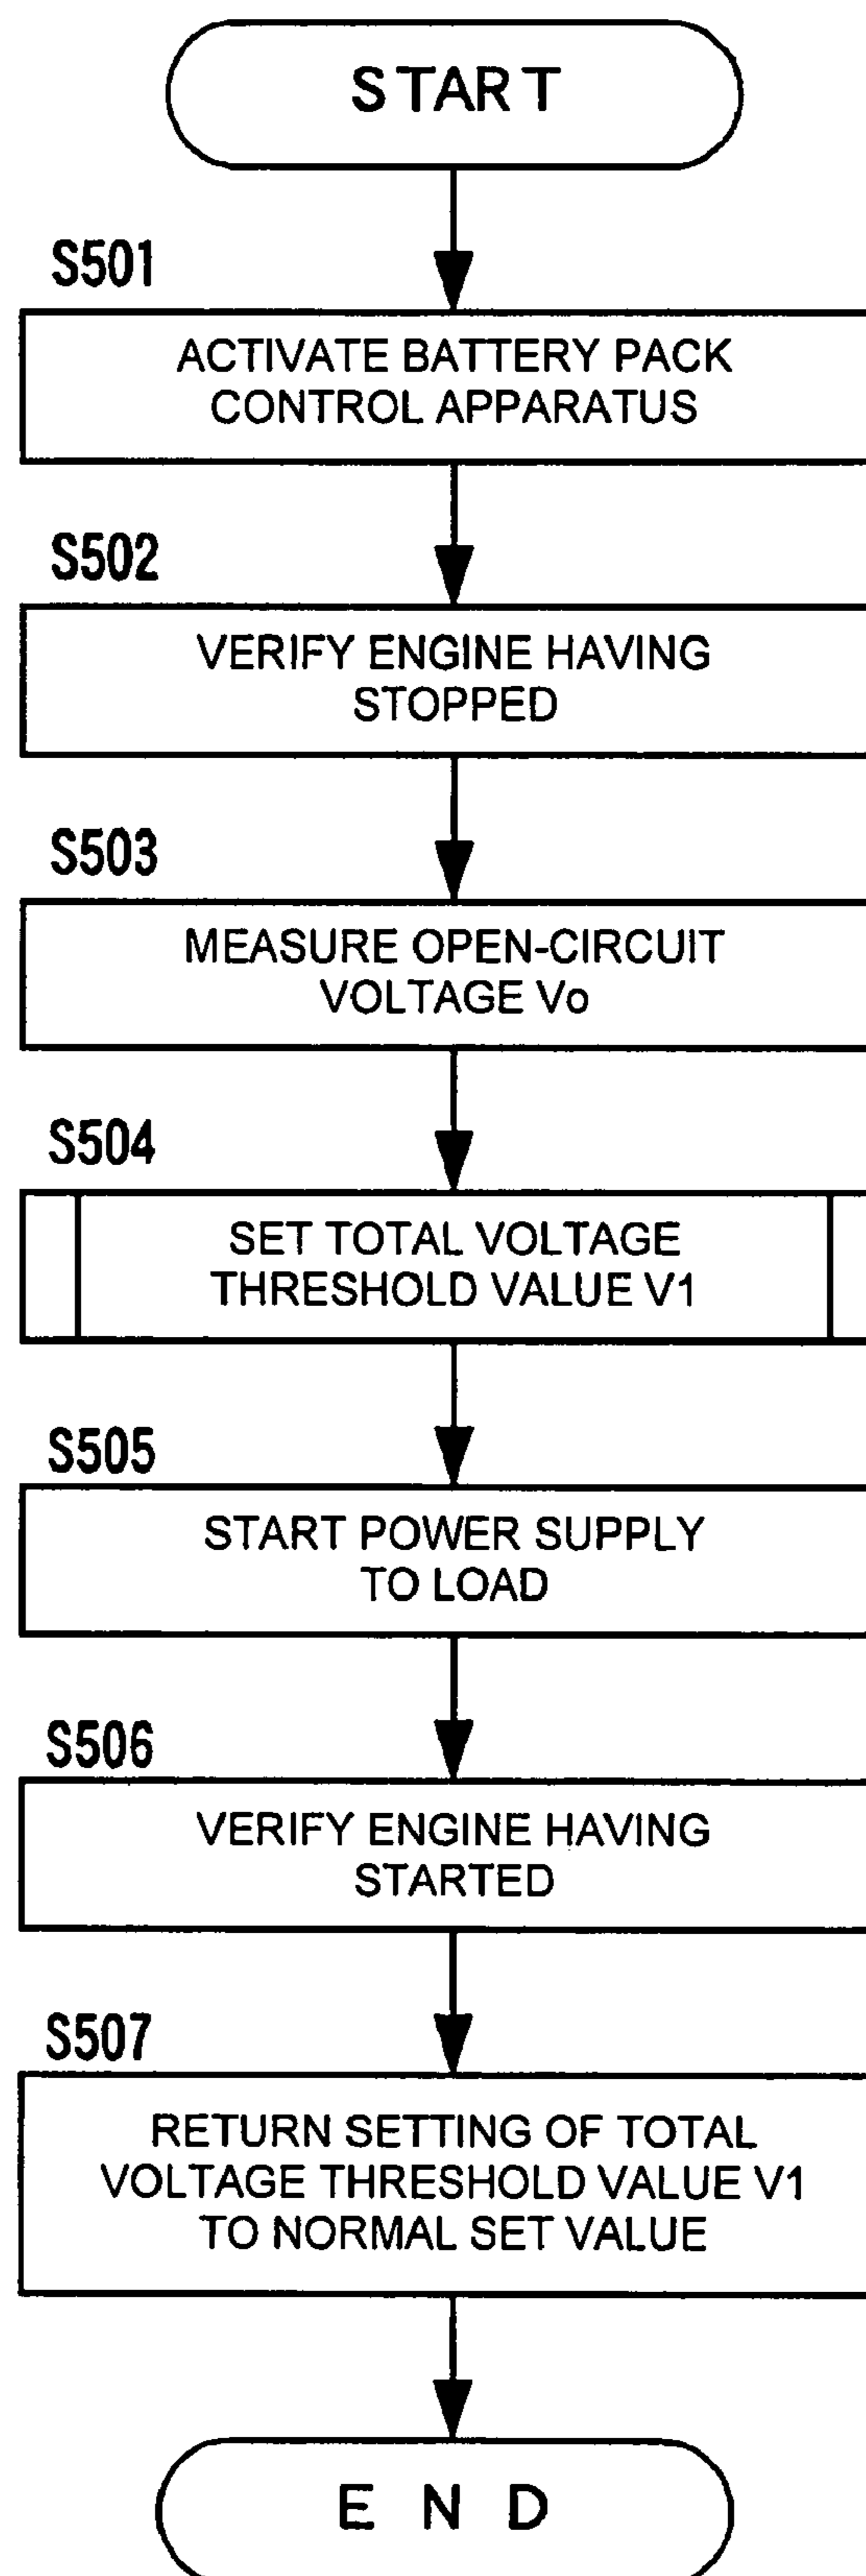 START
S501
ACTIVATE BATTERY PACK
CONTROL APPARATUS
S502
VERIFY ENGINE HAVING
STOPPED
S503
MEASURE OPEN-CIRCUIT
VOLTAGE Vo
S504
SET TOTAL VOLTAGE
THRESHOLD VALUE V1
S505
START POWER SUPPLY
TO LOAD
S506
VERIFY ENGINE HAVING
STARTED
S507
RETURN SETTING OF TOTAL
VOLTAGE THRESHOLD VALUE V1
TO NORMAL SET VALUE
END